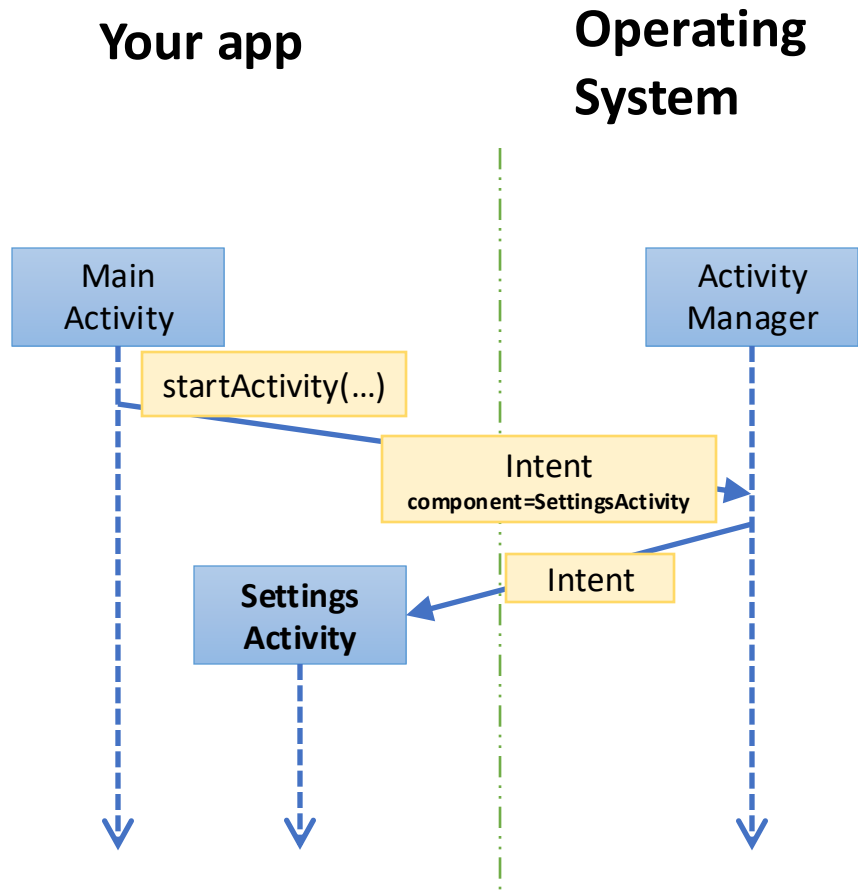 Your app
Operating
System
Main
Activity
Activity
Manager
startActivity(…)
Intent
component=SettingsActivity
Intent
Settings
Activity